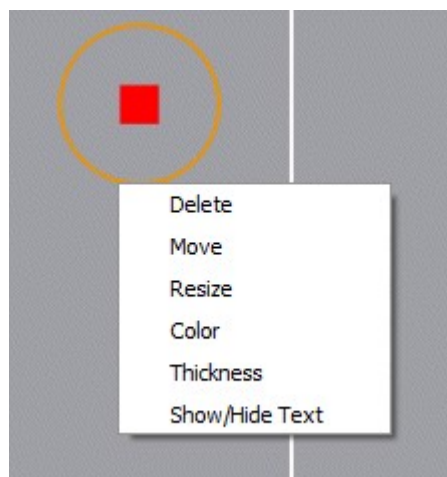 Delete
Move
Resize
Color
Thickness
Show/Hide Text